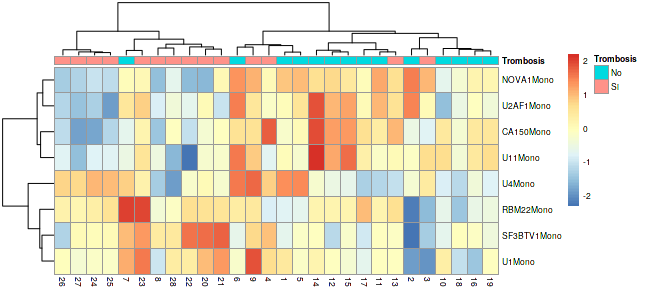 Trombosis
NOVA1Mono
U2AF1Mono
CA150Mono
U11Mono
U4Mono
RBM22Mono
SF3BTV1Mono
U1Mono
26 27 24 25 7 23 8 28 22 20 21 6 9 4 1 5 14 12 15 17 11 13 2 3 10 18 16 19
2
1
0
-1
-2
Trombosis
No
SI